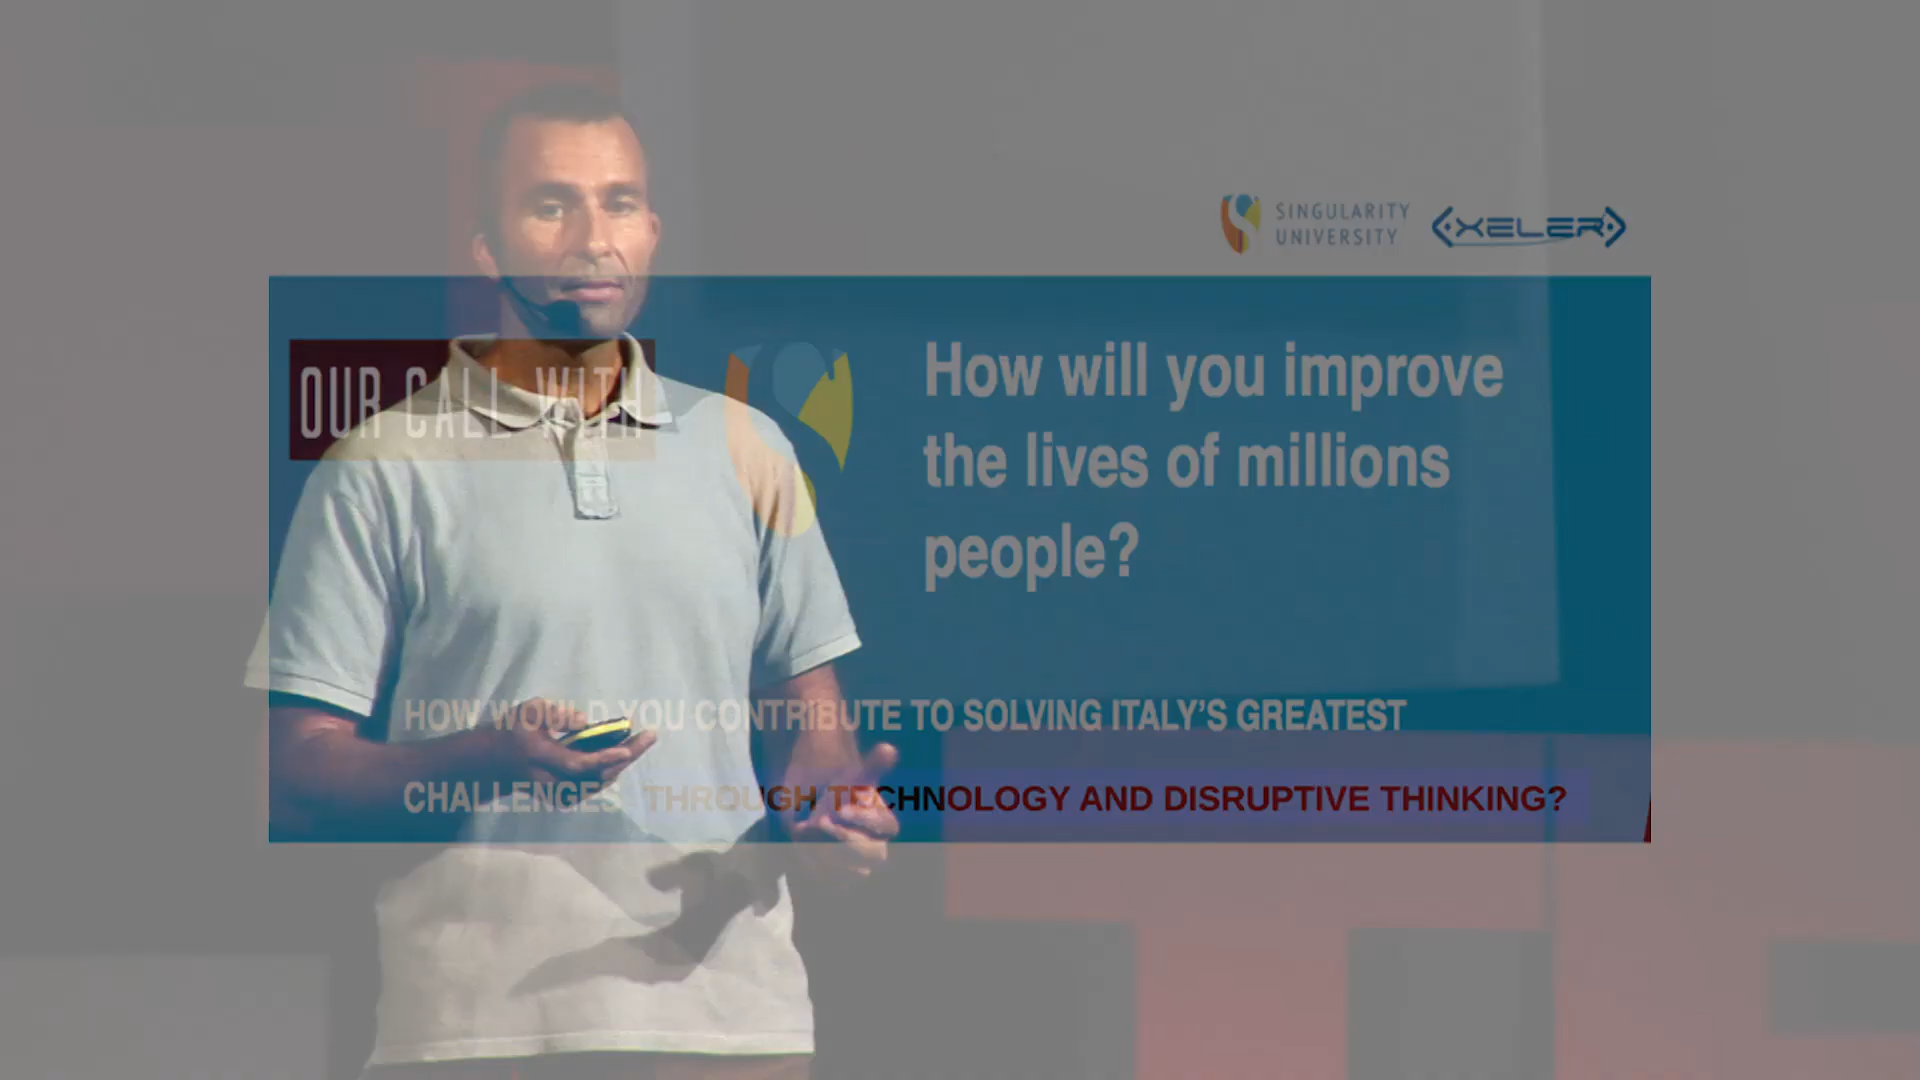 SINGULARITY
UNIVERSITY
XELER
OUR CALL WITH
How will you improve
the lives of millions
people?
HOW WOULD YOU CONTRIBUTE TO SOLVING ITALY'S GREATEST
CHALLENGES THROUGH TECHNOLOGY AND DISRUPTIVE THINKING?